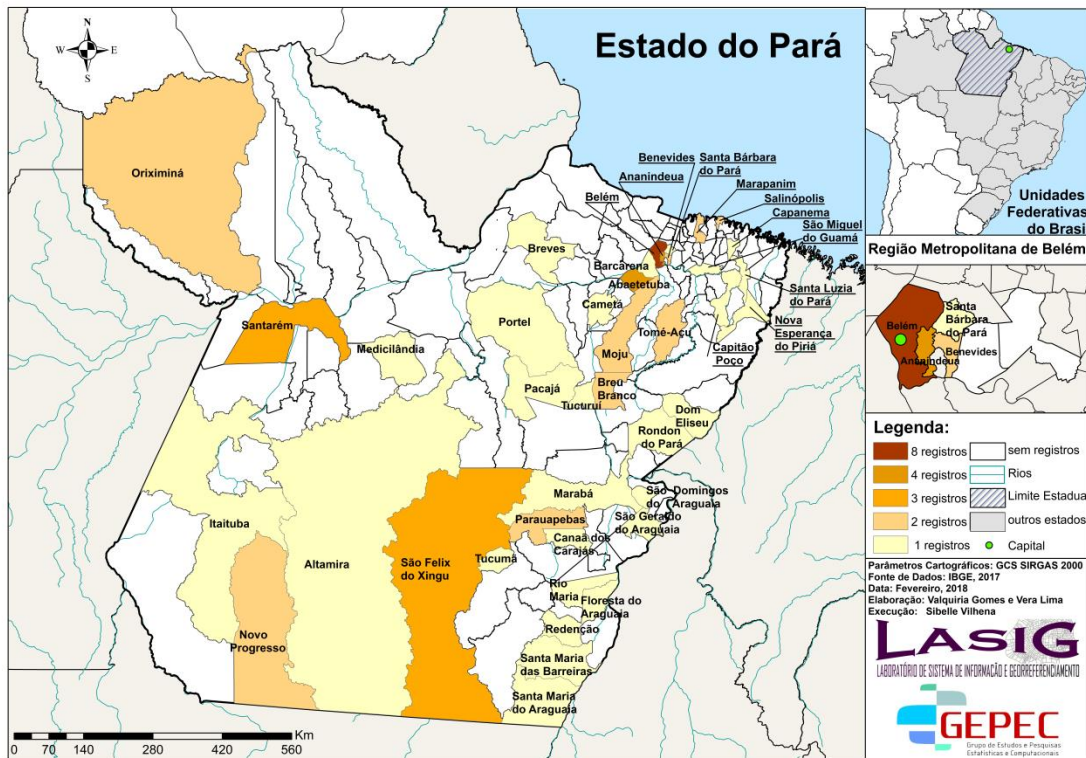 Estado do Pará
N
W
E
S
Oriximiná
Santarém
Medicilândia
Breves
Portel
Pacajá
Barcarena
Abaetetuba
Cametá
Moju
Tomé-Açu
Breu
Branco
Tucuruí
Benevides
Santa Bárbara
do Pará
Ananindeua
Belém
Marapanim
Salinópolis
Capanema
São Miguel
do Guamá
Santa Luzia
do Pará
Nova
Esperança
do Piriá
Capitão
Poço
Dom
Eliseu
Rondon
do Pará
Marabá
São Domingos
do Araguaia
São Geraldo
do Araguaia
Parauapebas
Canaã dos
Carajás
Tucumã
Itaituba
Altamira
São Felix
do Xingu
Novo
Progresso
Rio
Maria
Floresta do
Araguaia
Redenção
Santa Maria
das Barreiras
Santa Maria
do Araguaia
0 70 140 280 420 560
Km
Unidades
Federativas
do Brasi
Região Metropolitana de Belém
Belém
Santa
Bárbara
do Pará
Ananindeua
Benevides
Legenda:
8 registros
4 registros
3 registros
2 registros
1 registros
sem registros
Rios
Limite Estadua
outros estados
Capital
Parâmetros Cartográficos: GCS SIRGAS 2000
Fonte de Dados: IBGE, 2017
Data: Fevereiro, 2018
Elaboração: Valquiria Gomes e Vera Lima
Execução: Sibelle Vilhena
LASIG
LABORATÓRIO DE SISTEMA DE INFORMAÇÃO E GEORREFERENCIAMENTO
GEPEC
Grupo de Estudos e Pesquisas
Estatísticas e Computacionais